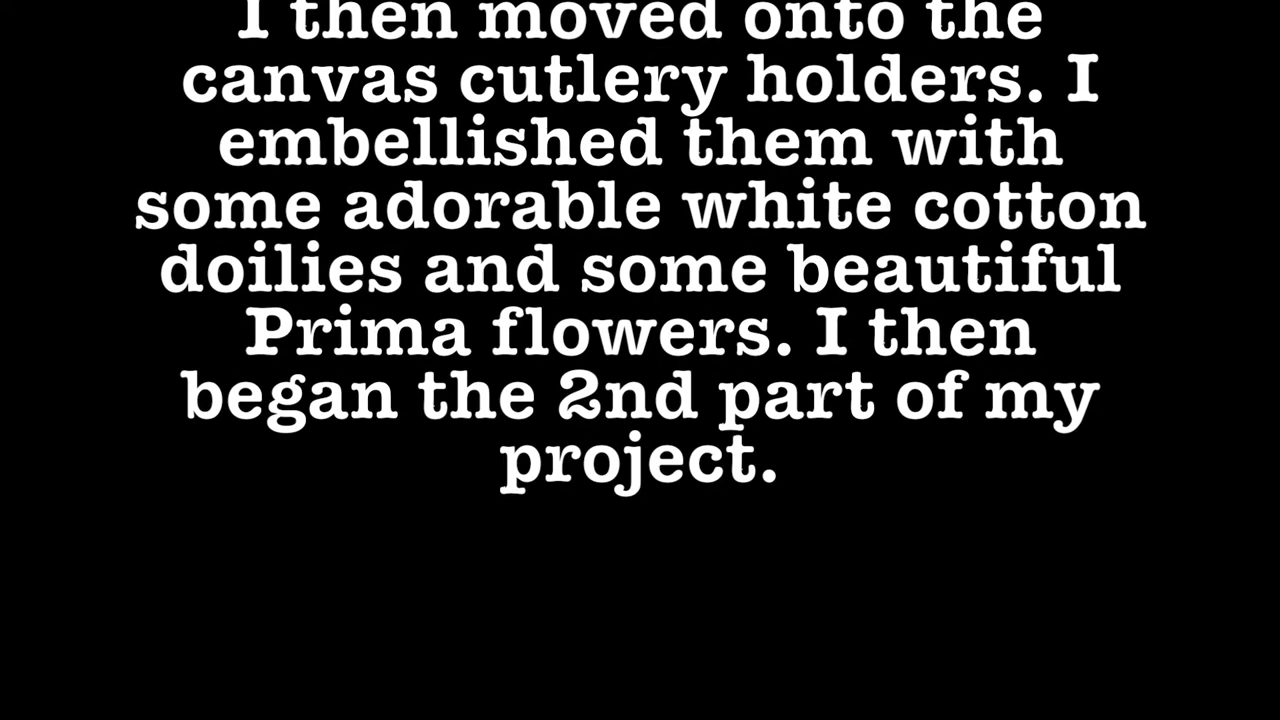 I then moved onto the
canvas cutlery holders. I
embellished them with
some adorable white cotton
doilies and some beautiful
Prima flowers. I then
began the 2nd part of my
project.